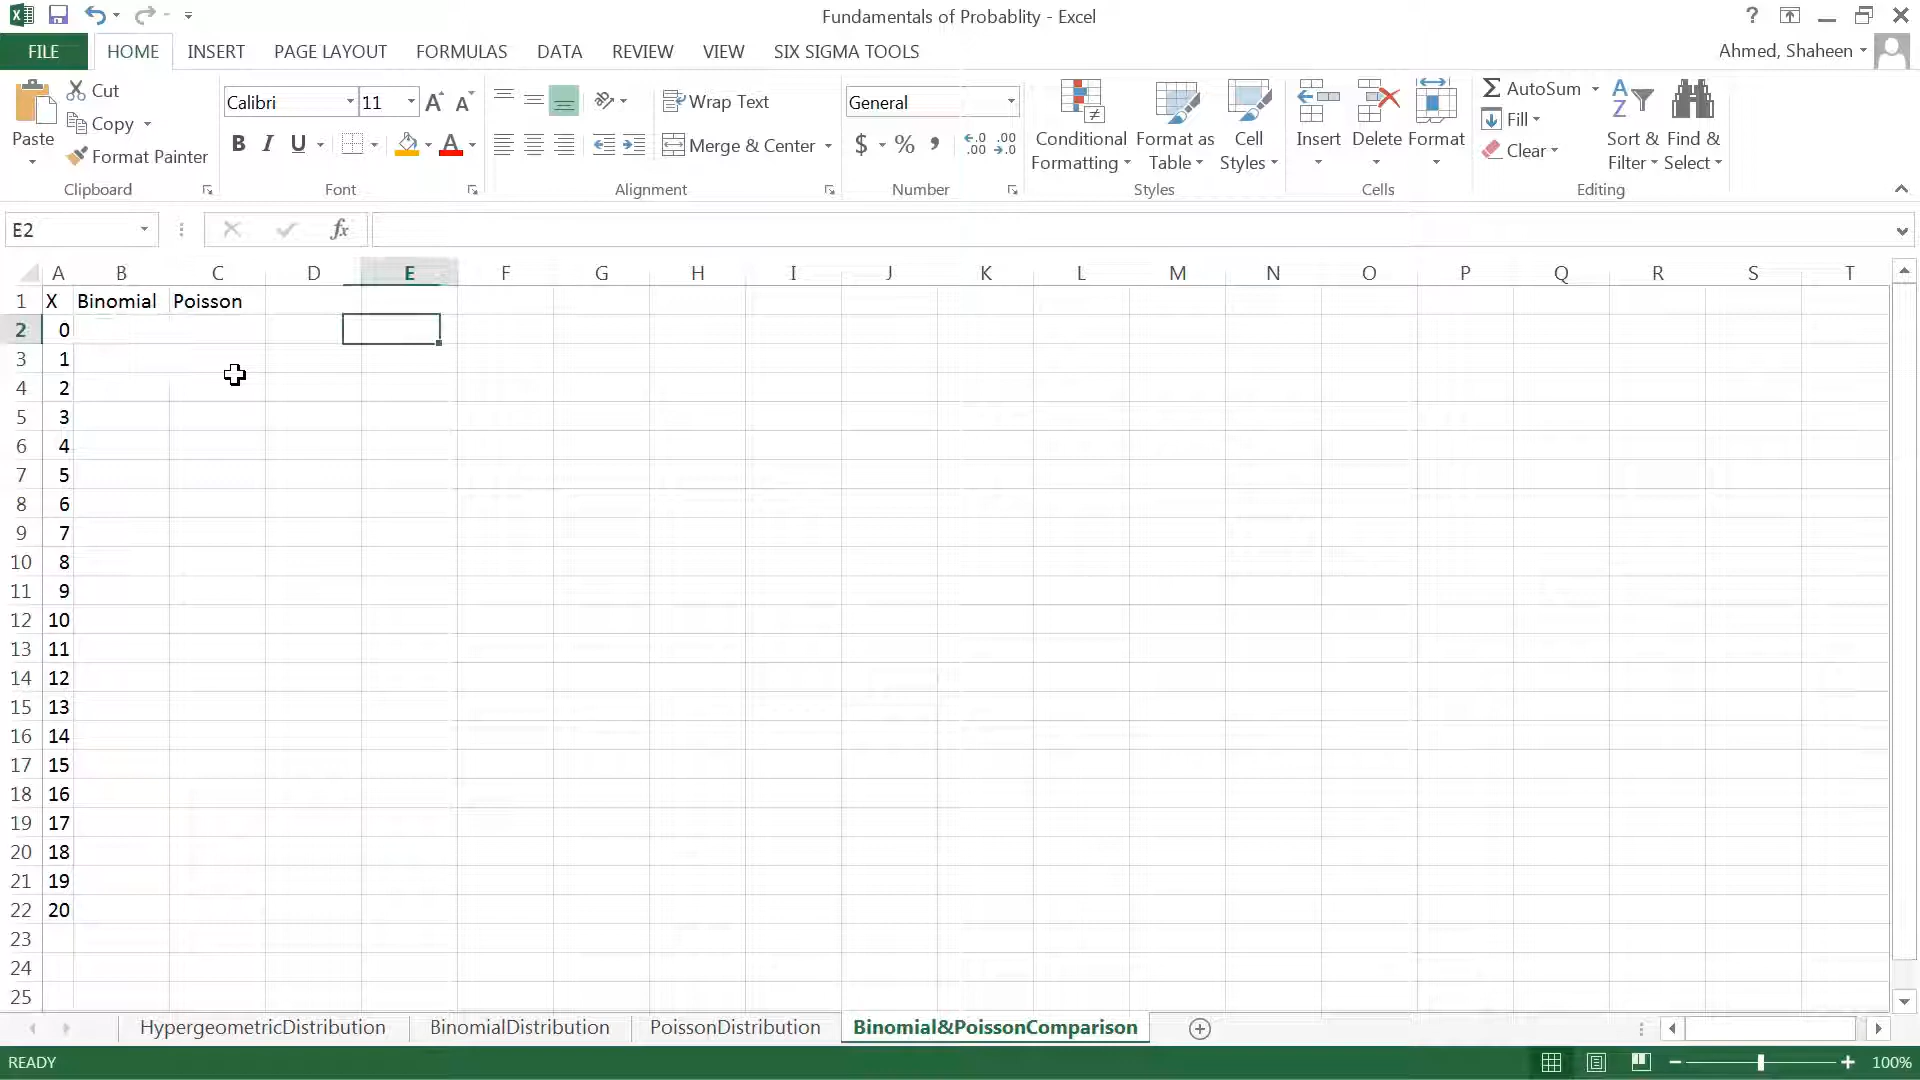 Fundamentals of Probablity - Excel
?
FILE HOME INSERT PAGE LAYOUT FORMULAS DATA REVIEW VIEW SIX SIGMA TOOLS
Ahmed, Shaheen
Paste
Cut
Copy
Format Painter
Clipboard
Calibri 11
B I U
Font
Wrap Text
Merge & Center
Alignment
General
$ % ,
Number
Conditional Formatting
Format as Table
Cell Styles
Styles
Insert Delete Format
Cells
AutoSum
Fill
Clear
Sort & Filter
Find & Select
Editing
E2
fx
A B C D E F G H I J K L M N O P Q R S T
1 X Binomial Poisson
2 0
3 1
4 2
5 3
6 4
7 5
8 6
9 7
10 8
11 9
12 10
13 11
14 12
15 13
16 14
17 15
18 16
19 17
20 18
21 19
22 20
23
24
25
HypergeometricDistribution BinomialDistribution PoissonDistribution Binomial&PoissonComparison
READY
100%